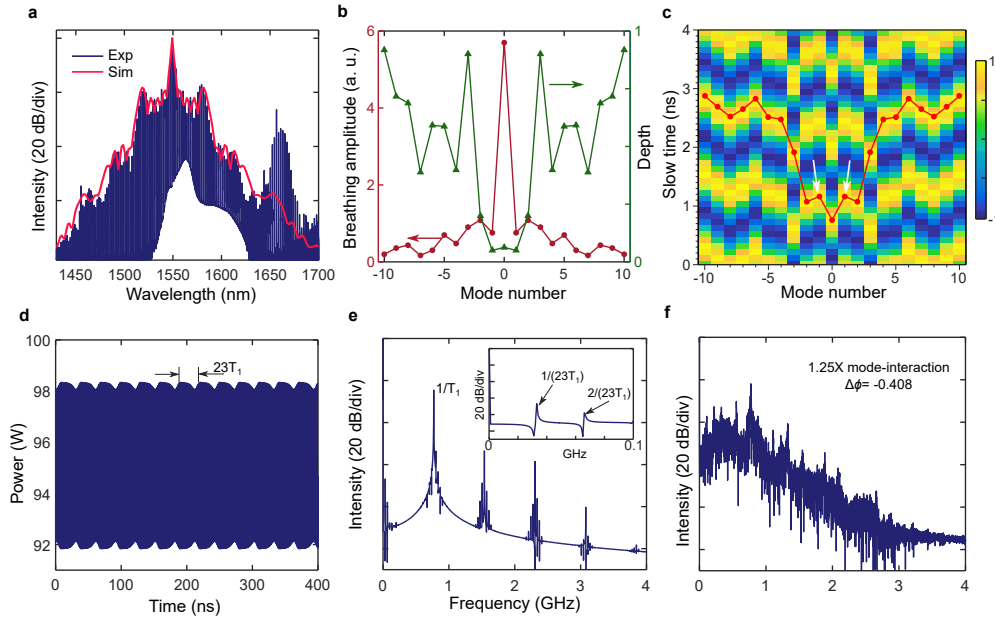 a
Exp
Sim
Intensity (20 dB/div)
1450
1500
1550
1600
1650
1700
Wavelength (nm)
b
6
4
2
0
Breathing amplitude (a. u.)
1
0
Depth
-10
-5
0
5
10
Mode number
c
4
3
2
1
0
Slow time (ns)
-10
-5
0
5
10
Mode number
1
d
100
98
96
94
92
Power (W)
23T₁
0
100
200
300
400
Time (ns)
e
Intensity (20 dB/div)
1/T₁
20 dB/div
1/(23T₁)
2/(23T₁)
0
0.1
GHz
0
1
2
3
4
Frequency (GHz)
f
1.25X mode-interaction
Δϕ= -0.408
Intensity (20 dB/div)
0
1
2
3
4